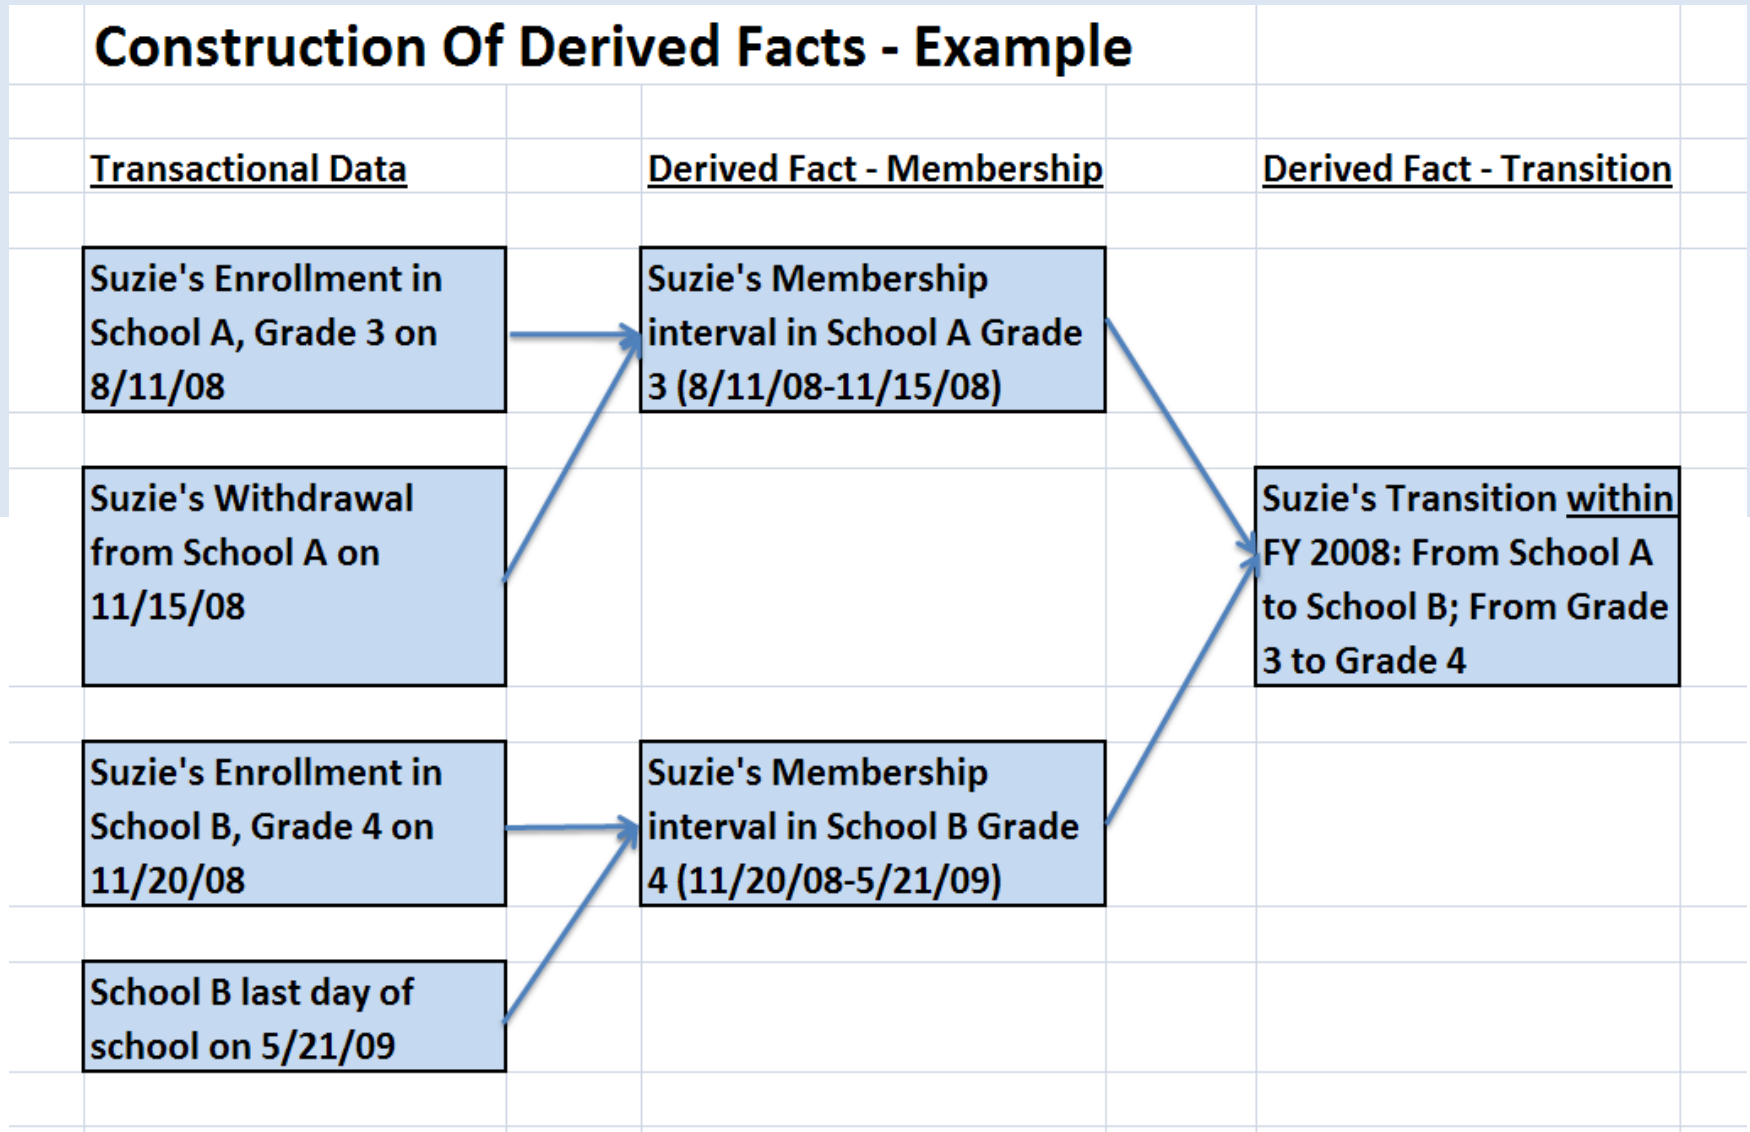 Construction Of Derived Facts - Example
Transactional Data
Derived Fact - Membership
Derived Fact - Transition
Suzie's Enrollment in
School A, Grade 3 on
8/11/08
Suzie's Membership
interval in School A Grade
3 (8/11/08-11/15/08)
Suzie's Withdrawal
from School A on
11/15/08
Suzie's Transition within
FY 2008: From School A
to School B; From Grade
3 to Grade 4
Suzie's Enrollment in
School B, Grade 4 on
11/20/08
Suzie's Membership
interval in School B Grade
4 (11/20/08-5/21/09)
School B last day of
school on 5/21/09